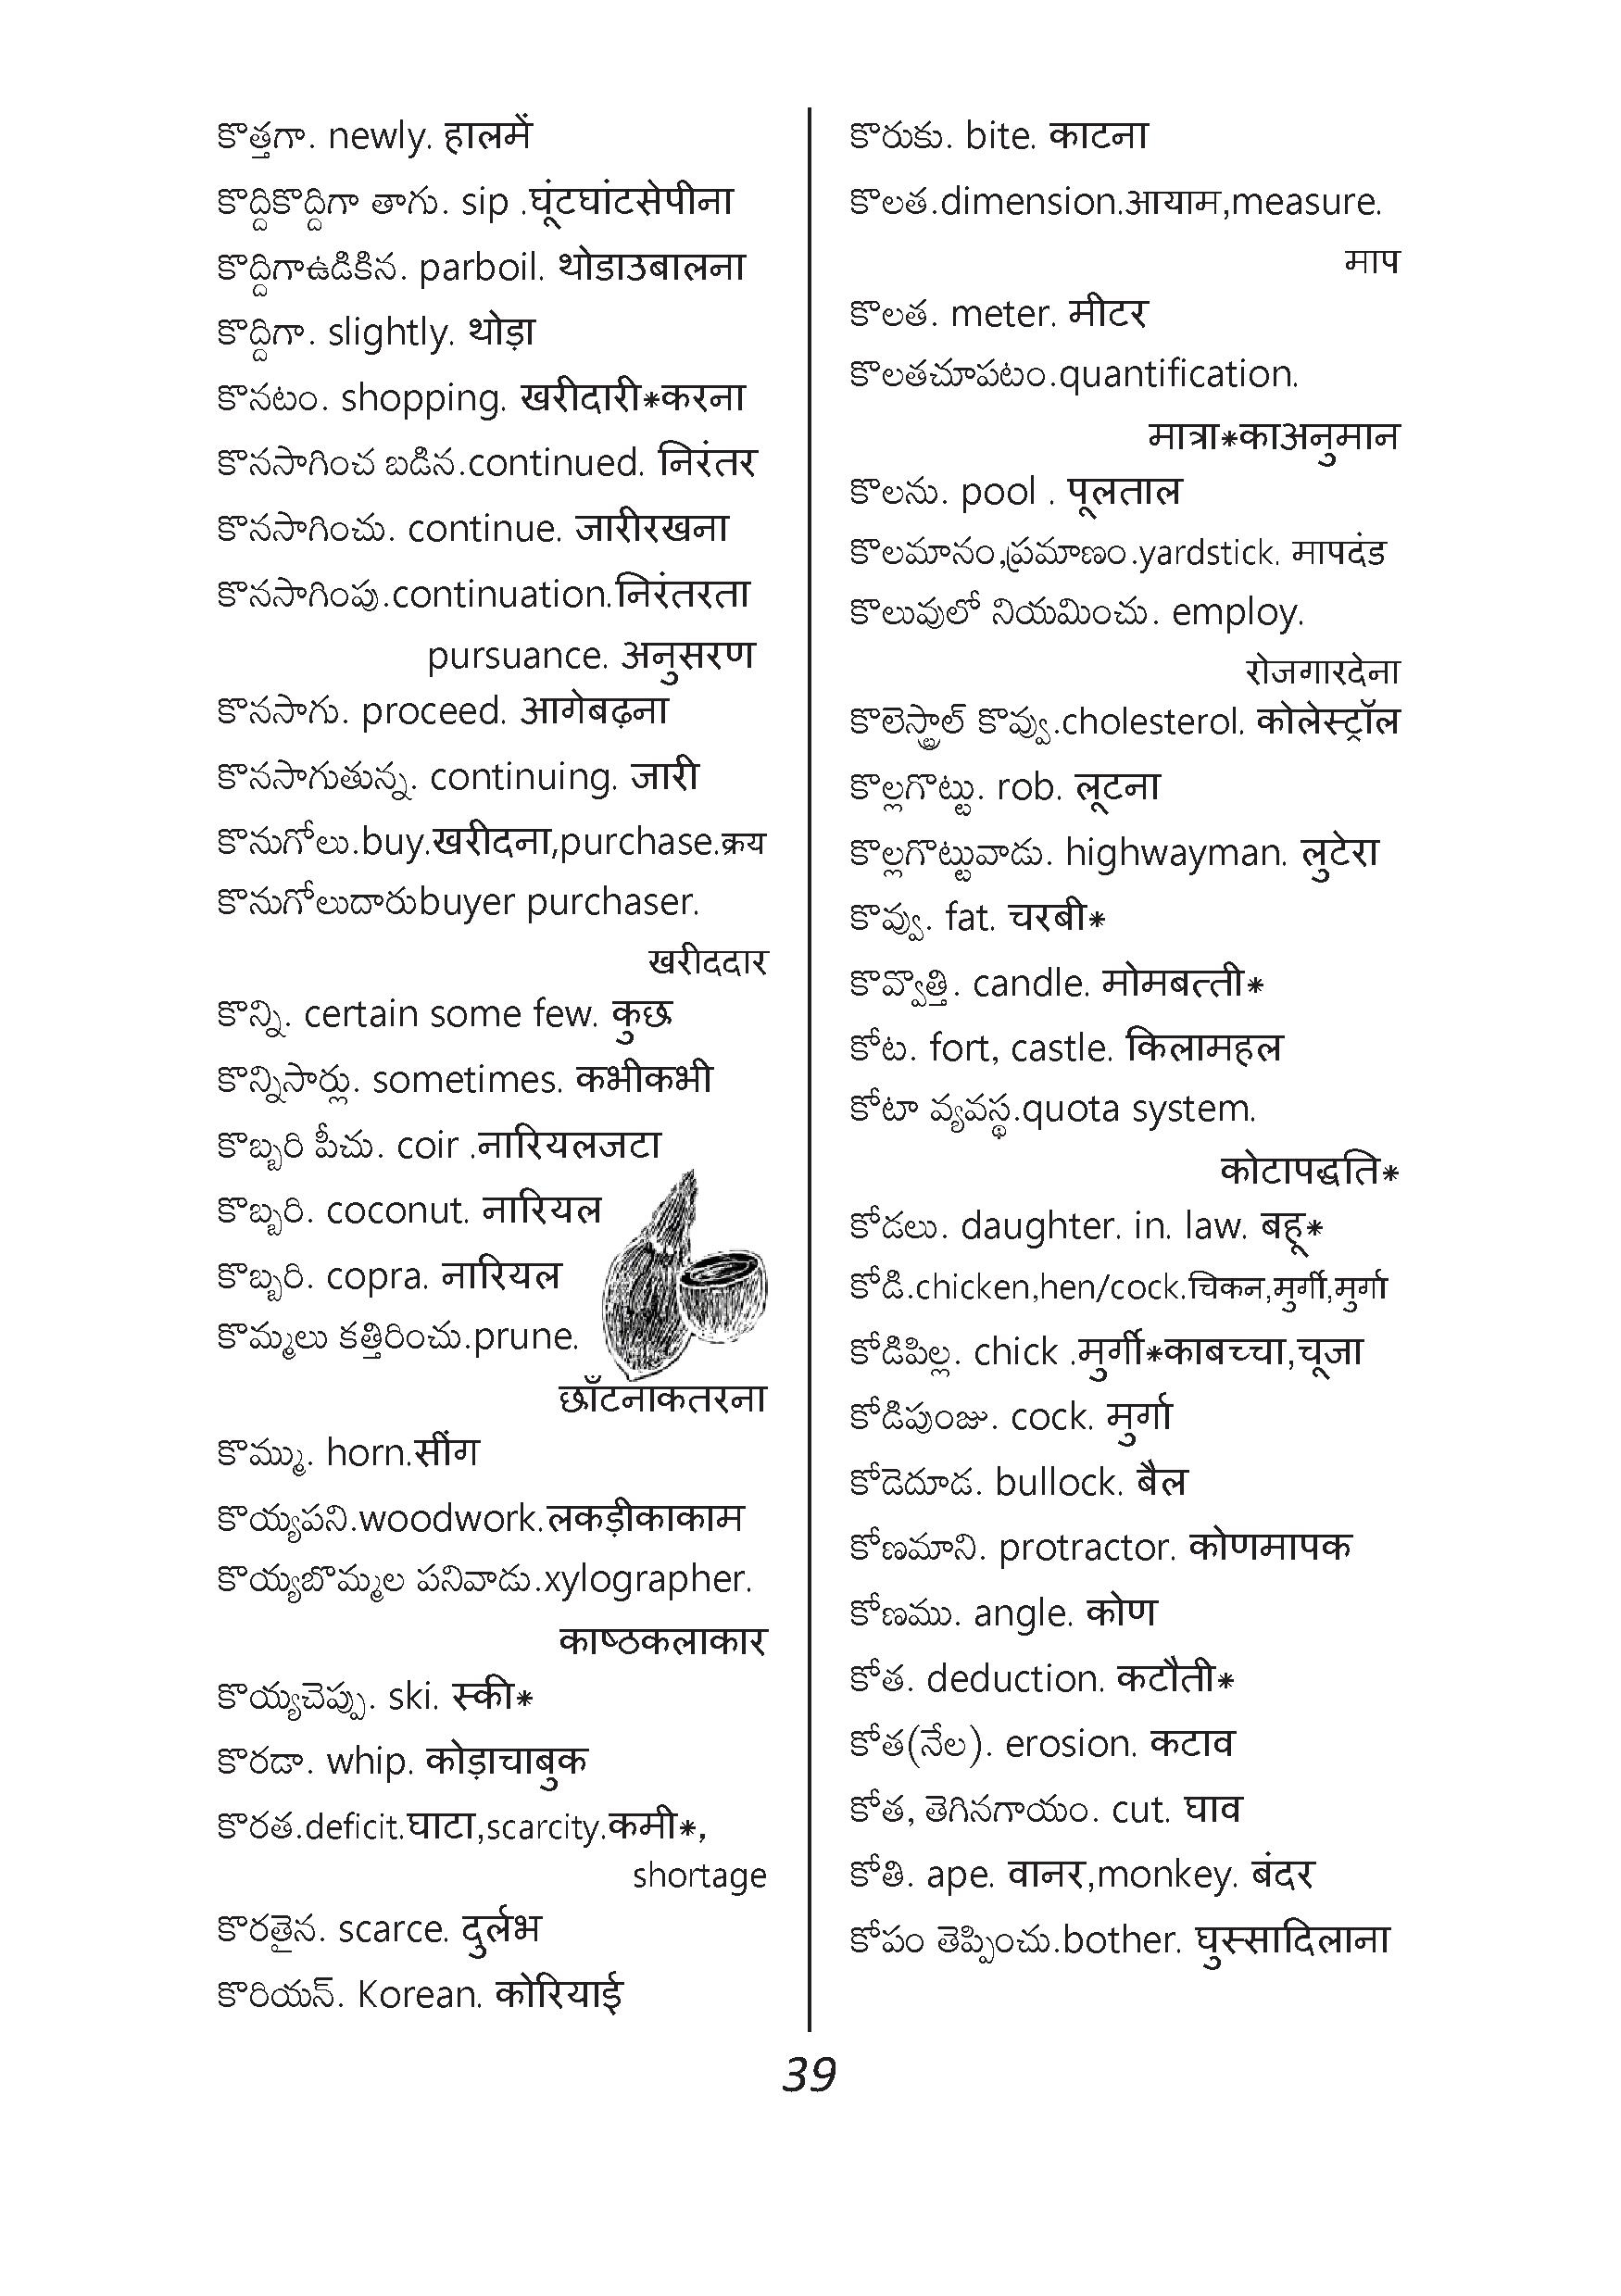 కొత్తగా. newly. हालमें
కొద్దికొద్దిగా తాగు. sip .घूंटघांटसेपीना
కొద్దిగాఉడికిన. parboil. थोडाउबालना
కొద్దిగా. slightly. थोड़ा
కొనటం. shopping. खरीदारी*करना
కొనసాగించ బడిన.continued. निरंतर
కొనసాగించు. continue. जारीरखना
కొనసాగింపు.continuation.निरंतरता
pursuance. अनुसरण
కొనసాగు. proceed. आगेबढ़ना
కొనసాగుతున్న. continuing. जारी
కొనుగోలు.buy.खरीदना,purchase.क्रय
కొనుగోలుదారుbuyer purchaser.
खरीददार
కొన్ని. certain some few. कुछ
కొన్నిసార్లు. sometimes. कभीकभी
కొబ్బరి పీచు. coir .नारियलजटा
కొబ్బరి. coconut. नारियल
కొబ్బరి. copra. नारियल
కొమ్మలు కత్తిరించు.prune.
छाँटनाकतरना
కొమ్ము. horn.सींग
కొయ్యపని.woodwork.लकड़ीकाकाम
కొయ్యబొమ్మల పనివాడు.xylographer.
काष्ठकलाकार
కొయ్యచెప్పు. ski. स्की*
కొరడా. whip. कोड़ाचाबुक
కొరత.deficit.घाटा,scarcity.कमी*,
shortage
కొరతైన. scarce. दुर्लभ
కొరియన్. Korean. कोरियाई
కొరుకు. bite. काटना
కొలత.dimension.आयाम,measure.
माप
కొలత. meter. मीटर
కొలతచూపటం.quantification.
मात्रा*काअनुमान
కొలను. pool . पूलताल
కొలమానం,ప్రమాణం.yardstick. मापदंड
కొలువులో నియమించు. employ.
रोजगारदेना
కొలెస్ట్రాల్ కొవ్వు.cholesterol. कोलेस्ट्रॉल
కొల్లగొట్టు. rob. लूटना
కొల్లగొట్టువాడు. highwayman. लुटेरा
కొవ్వు. fat. चरबी*
కొవ్వొత్తి. candle. मोमबत्ती*
కోట. fort, castle. किलामहल
కోటా వ్యవస్థ.quota system.
कोटापद्धति*
కోడలు. daughter. in. law. बहू*
కోడి.chicken,hen/cock.चिकन,मुर्गी,मुर्गा
కోడిపిల్ల. chick .मुर्गी*काबच्चा,चूजा
కోడిపుంజు. cock. मुर्गा
కోడెదూడ. bullock. बैल
కోణమాని. protractor. कोणमापक
కోణము. angle. कोण
కోత. deduction. कटौती*
కోత(నేల). erosion. कटाव
కోత, తెగినగాయం. cut. घाव
కోతి. ape. वानर,monkey. बंदर
కోపం తెప్పించు.bother. घुस्सादिलाना
39